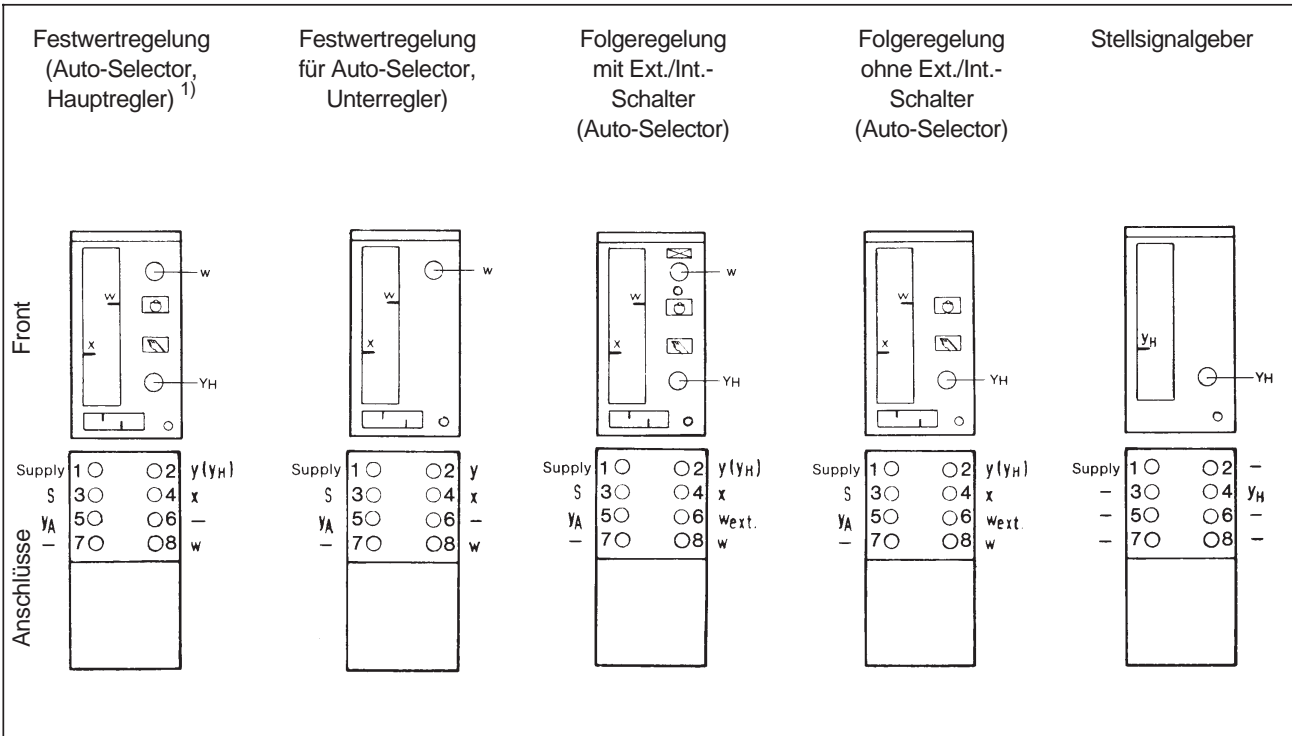 Festwertregelung
(Auto-Selector,
Hauptregler) 1)
Festwertregelung
für Auto-Selector,
Unterregler)
Folgeregelung
mit Ext./Int.-
Schalter
(Auto-Selector)
Folgeregelung
ohne Ext./Int.-
Schalter
(Auto-Selector)
Stellsignalgeber
Front
w
w
x
YH
w
w
x
w
w
x
YH
w
x
YH
yH
YH
Anschlüsse
Supply 1 2 y(yH)
S 3 4 x
yA 5 6 –
– 7 8 w
Supply 1 2 y
S 3 4 x
yA 5 6 –
– 7 8 w
Supply 1 2 y(yH)
S 3 4 x
yA 5 6 wext.
– 7 8 w
Supply 1 2 y(yH)
S 3 4 x
yA 5 6 wext.
– 7 8 w
Supply 1 2 –
– 3 4 yH
– 5 6 –
– 7 8 –